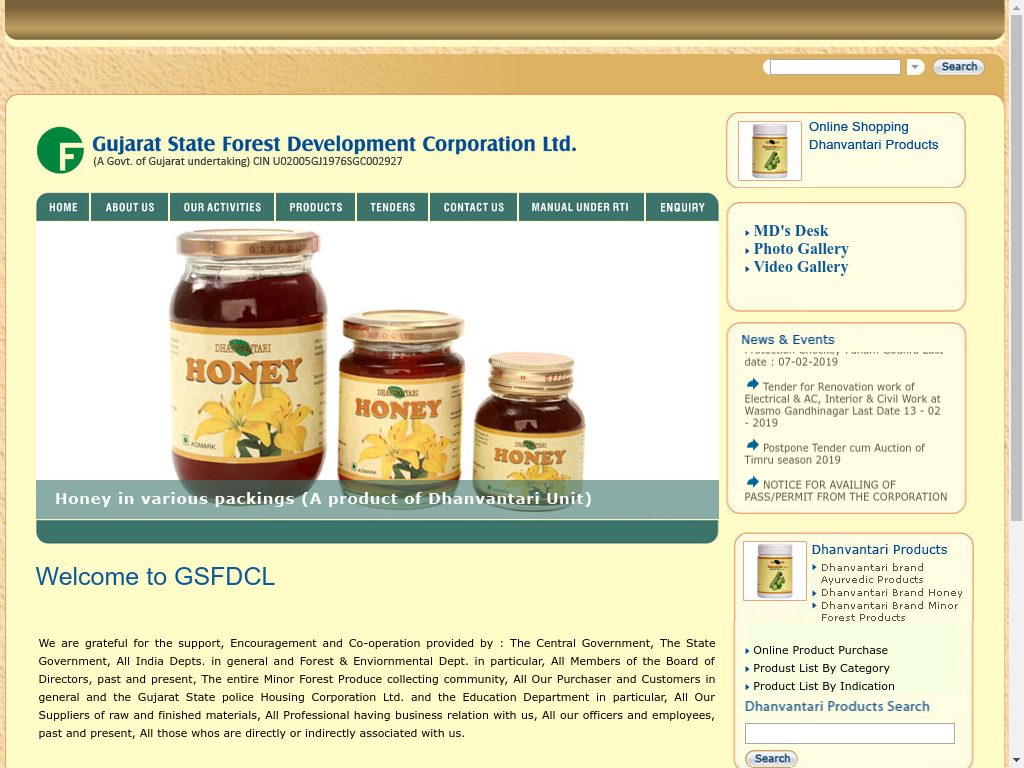 Search
Gujarat State Forest Development Corporation Ltd.
(A Govt. of Gujarat undertaking) CIN U02005GJ1976SGC002927
HOME
ABOUT US
OUR ACTIVITIES
PRODUCTS
TENDERS
CONTACT US
MANUAL UNDER RTI
ENQUIRY
GSFDCLTD.
DHANVANTARI
HONEY
AGMARK
DHANVANTARI
HONEY
AGMARK
DHANVANTARI
HONEY
Honey in various packings (A product of Dhanvantari Unit)
Welcome to GSFDCL
We are grateful for the support, Encouragement and Co-operation provided by : The Central Government, The State
Government, All India Depts. in general and Forest & Enviornmental Dept. in particular, All Members of the Board of
Directors, past and present, The entire Minor Forest Produce collecting community, All Our Purchaser and Customers in
general and the Gujarat State police Housing Corporation Ltd. and the Education Department in particular, All Our
Suppliers of raw and finished materials, All Professional having business relation with us, All our officers and employees,
past and present, All those whos are directly or indirectly associated with us.
Online Shopping
Dhanvantari Products
MD's Desk
Photo Gallery
Video Gallery
News & Events
date : 07-02-2019
Tender for Renovation work of
Electrical & AC, Interior & Civil Work at
Wasmo Gandhinagar Last Date 13 - 02
- 2019
Postpone Tender cum Auction of
Timru season 2019
NOTICE FOR AVAILING OF
PASS/PERMIT FROM THE CORPORATION
Dhanvantari Products
Dhanvantari brand
Ayurvedic Products
Dhanvantari Brand Honey
Dhanvantari Brand Minor
Forest Products
Online Product Purchase
Produst List By Category
Product List By Indication
Dhanvantari Products Search
Search